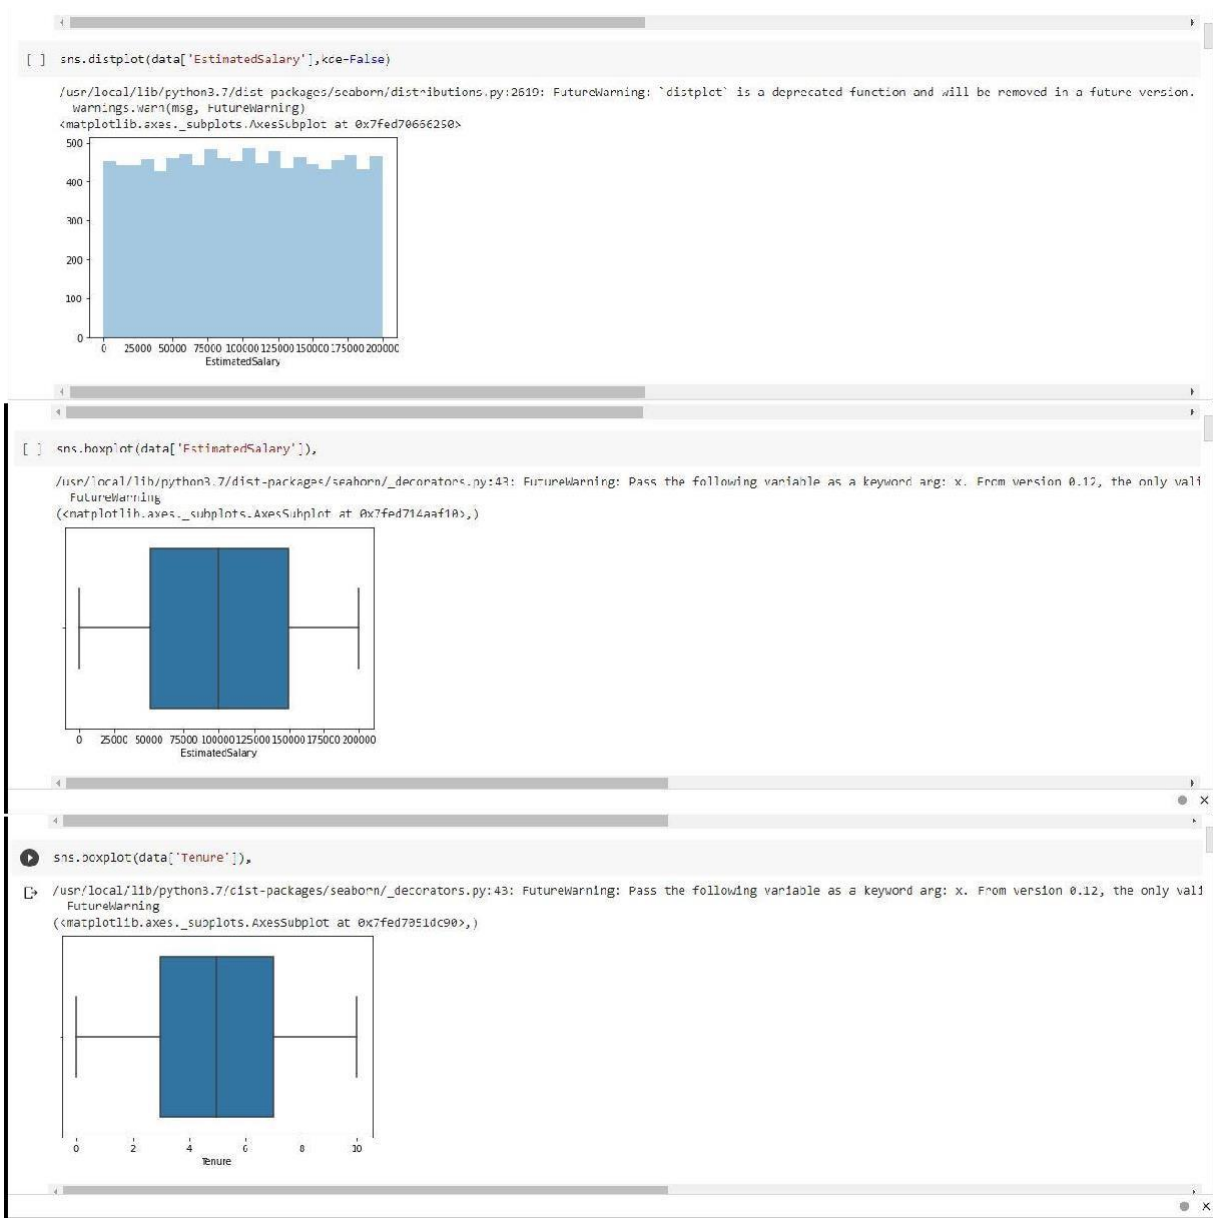 [ ] sns.distplot(data['EstimatedSalary'],kde=False)
/usr/local/lib/python3.7/dist packages/seaborn/distributions.py:2619: FutureWarning: `distplot` is a deprecated function and will be removed in a future version.
warnings.warn(msg, FutureWarning)
<matplotlib.axes._subplots.AxesSubplot at 0x7fed70666250>
500
400
300
200
100
0
0 25000 50000 75000 100000 125000 150000 175000 200000
EstimatedSalary
[ ] sns.boxplot(data['EstimatedSalary']),
/usr/local/lib/python3.7/dist-packages/seaborn/_decorators.py:43: FutureWarning: Pass the following variable as a keyword arg: x. From version 0.12, the only vali
FutureWarning
(<matplotlib.axes._subplots.AxesSubplot at 0x7fed714aaf10>,)
0 25000 50000 75000 100000 125000 150000 175000 200000
EstimatedSalary
sns.boxplot(data['Tenure']),
/usr/local/lib/python3.7/dist-packages/seaborn/_decorators.py:43: FutureWarning: Pass the following variable as a keyword arg: x. From version 0.12, the only vali
FutureWarning
(<matplotlib.axes._subplots.AxesSubplot at 0x7fed7051dc90>,)
0 2 4 6 8 10
Tenure